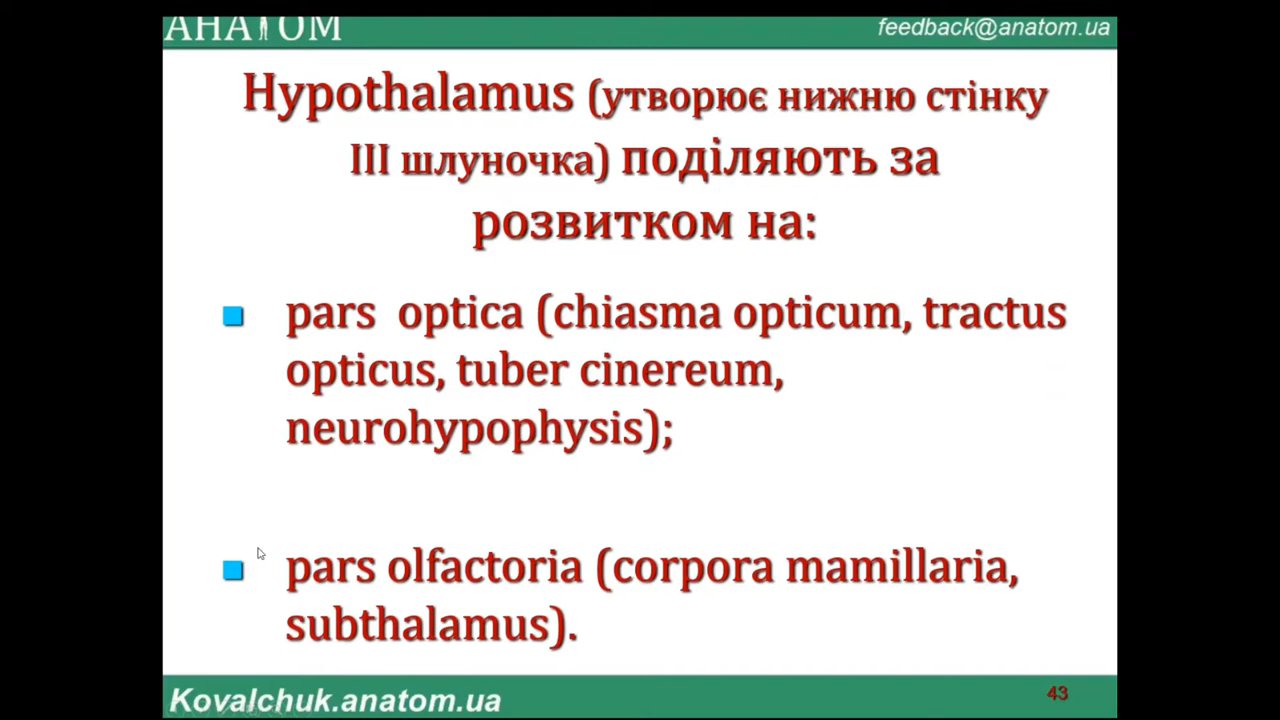 АНАТОМ
feedback@anatom.ua
Hypothalamus (утворює нижню стінку
III шлуночка) поділяють за
розвитком на:
pars optica (chiasma opticum, tractus
opticus, tuber cinereum,
neurohypophysis);
pars olfactoria (corpora mamillaria,
subthalamus).
Kovalchuk.anatom.ua
43